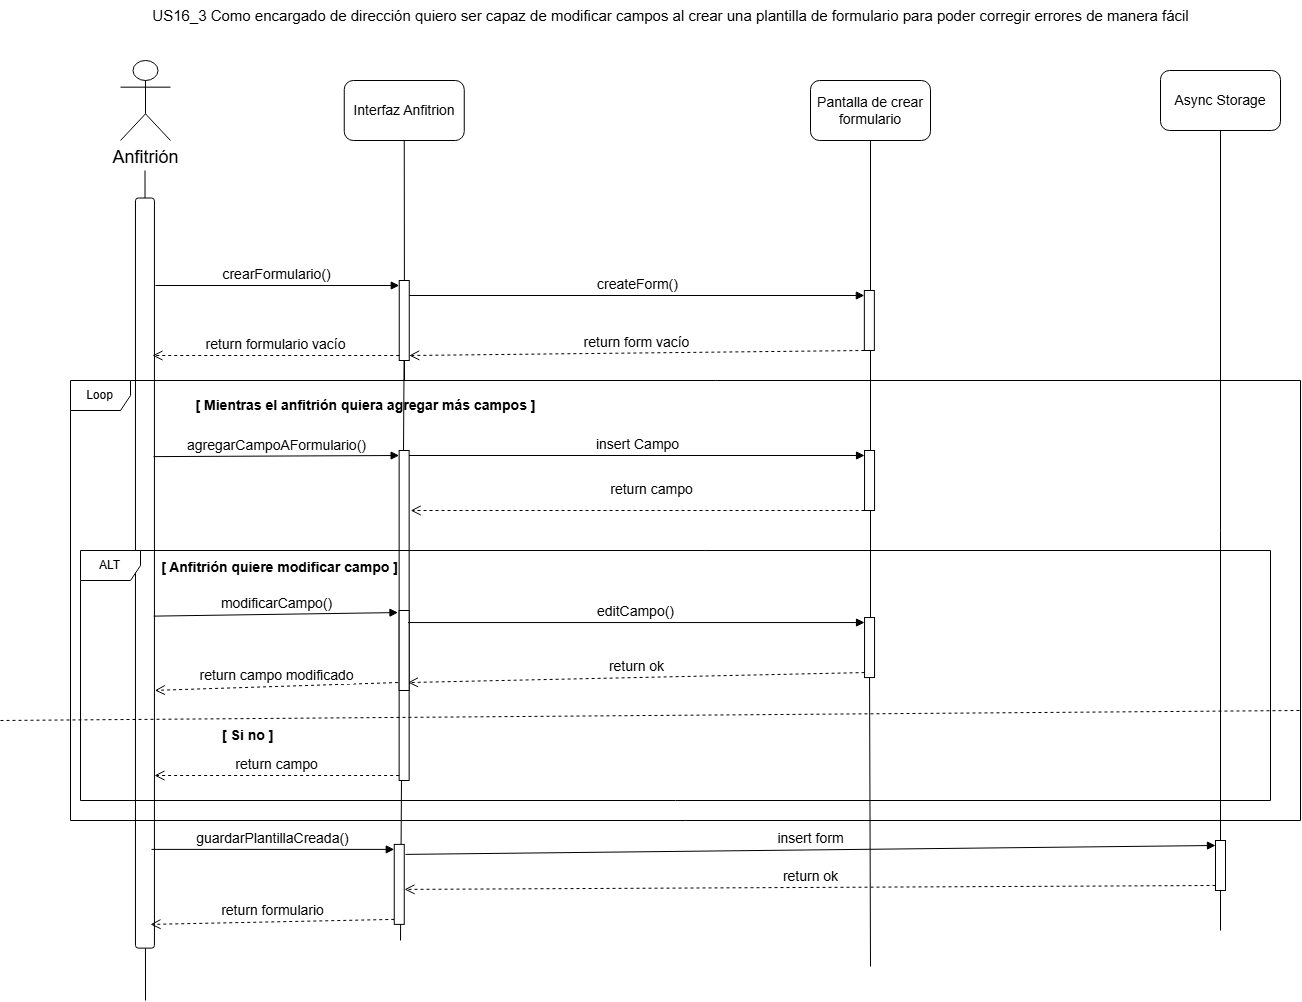 US16_3 Como encargado de dirección quiero ser capaz de modificar campos al crear una plantilla de formulario para poder corregir errores de manera fácil
Anfitrión
Interfaz Anfitrion
Pantalla de crear
formulario
Async Storage
crearFormulario()
createForm()
return formulario vacío
return form vacío
Loop
[ Mientras el anfitrión quiera agregar más campos ]
agregarCampoAFormulario()
insert Campo
return campo
ALT
[ Anfitrión quiere modificar campo ]
modificarCampo()
editCampo()
return campo modificado
return ok
[ Si no ]
return campo
guardarPlantillaCreada()
insert form
return ok
return formulario